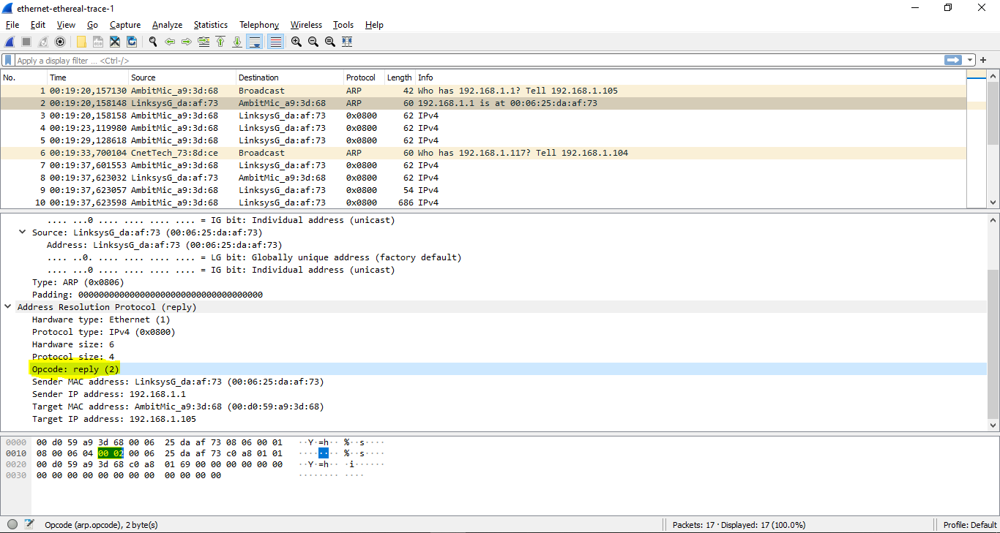 ethernet-ethereal-trace-1
File Edit View Go Capture Analyze Statistics Telephony Wireless Tools Help
Apply a display filter ... <Ctrl-/>
No. Time Source Destination Protocol Length Info
1 00:19:20,157130 AmbitMic_a9:3d:68 Broadcast ARP 42 Who has 192.168.1.1? Tell 192.168.1.105
2 00:19:20,158148 LinksysG_da:af:73 AmbitMic_a9:3d:68 ARP 60 192.168.1.1 is at 00:06:25:da:af:73
3 00:19:20,158158 AmbitMic_a9:3d:68 LinksysG_da:af:73 0x0800 62 IPv4
4 00:19:23,119980 AmbitMic_a9:3d:68 LinksysG_da:af:73 0x0800 62 IPv4
5 00:19:29,128618 AmbitMic_a9:3d:68 LinksysG_da:af:73 0x0800 62 IPv4
6 00:19:33,700104 CnetTech_73:8d:ce Broadcast ARP 60 Who has 192.168.1.117? Tell 192.168.1.104
7 00:19:37,601553 AmbitMic_a9:3d:68 LinksysG_da:af:73 0x0800 62 IPv4
8 00:19:37,623032 LinksysG_da:af:73 AmbitMic_a9:3d:68 0x0800 62 IPv4
9 00:19:37,623057 AmbitMic_a9:3d:68 LinksysG_da:af:73 0x0800 54 IPv4
10 00:19:37,623598 AmbitMic_a9:3d:68 LinksysG_da:af:73 0x0800 686 IPv4
.... ...0 .... .... .... .... = IG bit: Individual address (unicast)
Source: LinksysG_da:af:73 (00:06:25:da:af:73)
Address: LinksysG_da:af:73 (00:06:25:da:af:73)
.... ..0. .... .... .... .... = LG bit: Globally unique address (factory default)
.... ...0 .... .... .... .... = IG bit: Individual address (unicast)
Type: ARP (0x0806)
Padding: 000000000000000000000000000000000000
Address Resolution Protocol (reply)
Hardware type: Ethernet (1)
Protocol type: IPv4 (0x0800)
Hardware size: 6
Protocol size: 4
Opcode: reply (2)
Sender MAC address: LinksysG_da:af:73 (00:06:25:da:af:73)
Sender IP address: 192.168.1.1
Target MAC address: AmbitMic_a9:3d:68 (00:d0:59:a9:3d:68)
Target IP address: 192.168.1.105
0000 00 d0 59 a9 3d 68 00 06 25 da af 73 08 06 00 01 ··Y·=h·· %··s····
0010 08 00 06 04 00 02 00 06 25 da af 73 c0 a8 01 01 ········ %··s····
0020 00 d0 59 a9 3d 68 c0 a8 01 69 00 00 00 00 00 00 ··Y·=h·· ·i······
0030 00 00 00 00 00 00 00 00 00 00 00 00 ········ ····
Opcode (arp.opcode), 2 byte(s) Packets: 17 · Displayed: 17 (100.0%) Profile: Default